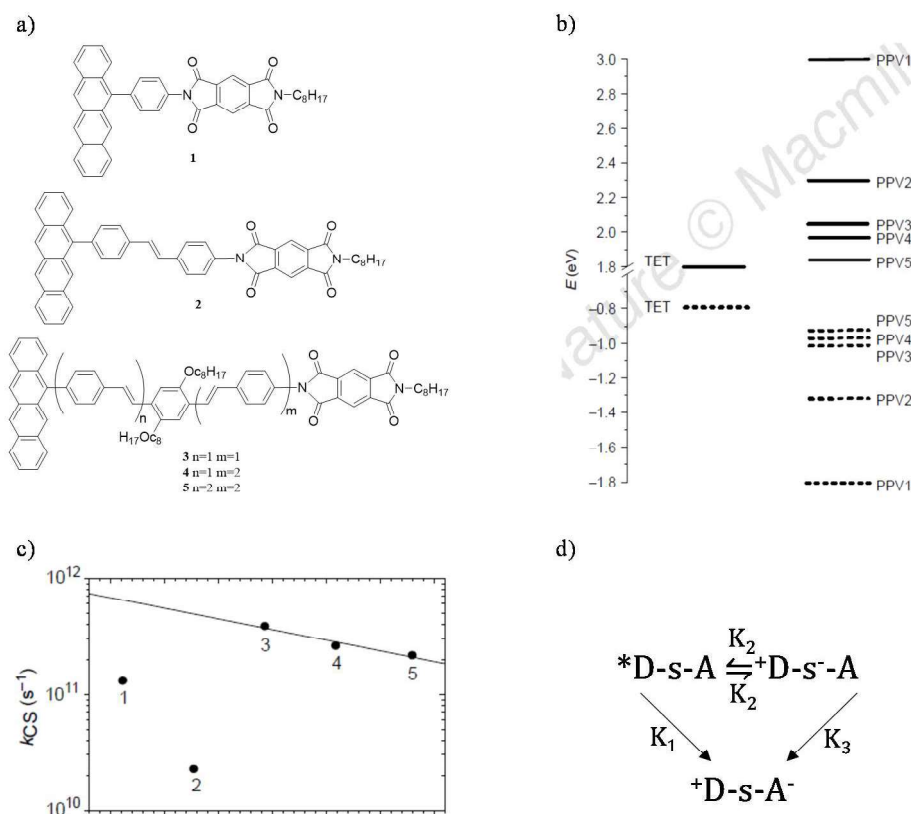 a)
O
O
N
N-C8H17
O
O
1
O
O
N
N-C8H17
O
O
2
Oc8H17
O
O
N
N-C8H17
n
m
H17Oc8
O
O
3 n=1 m=1
4 n=1 m=2
5 n=2 m=2
b)
E (eV)
3.0
2.8
2.6
2.4
2.2
2.0
1.8
-0.8
-1.0
-1.2
-1.4
-1.6
-1.8
TET
TET
PPV1
PPV2
PPV3
PPV4
PPV5
PPV5
PPV4
PPV3
PPV2
PPV1
Nature © Macmill
c)
kCS (s-1)
10^12
10^11
10^10
1
2
3
4
5
d)
K2
*D-s-A ⇌ +D-s--A
K2'
K1 K3
+D-s-A-